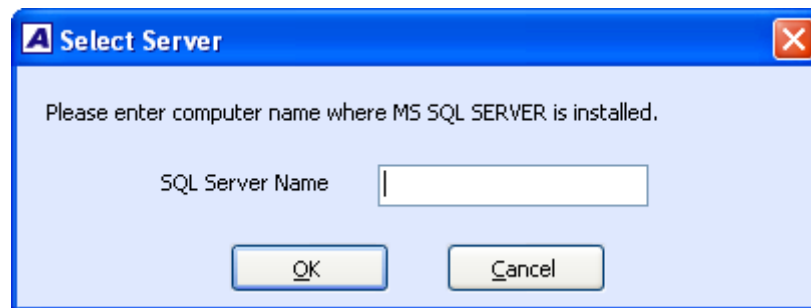 Select Server
Please enter computer name where MS SQL SERVER is installed.
SQL Server Name
OK Cancel